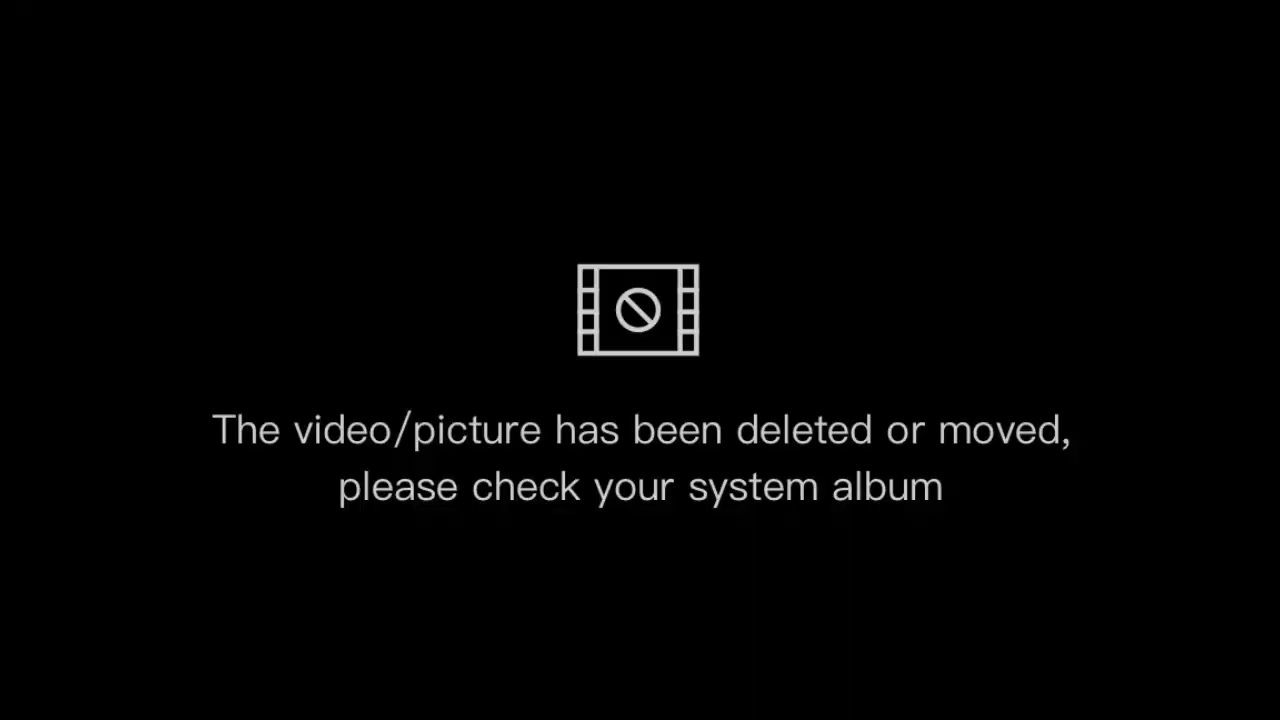 The video/picture has been deleted or moved,
please check your system album